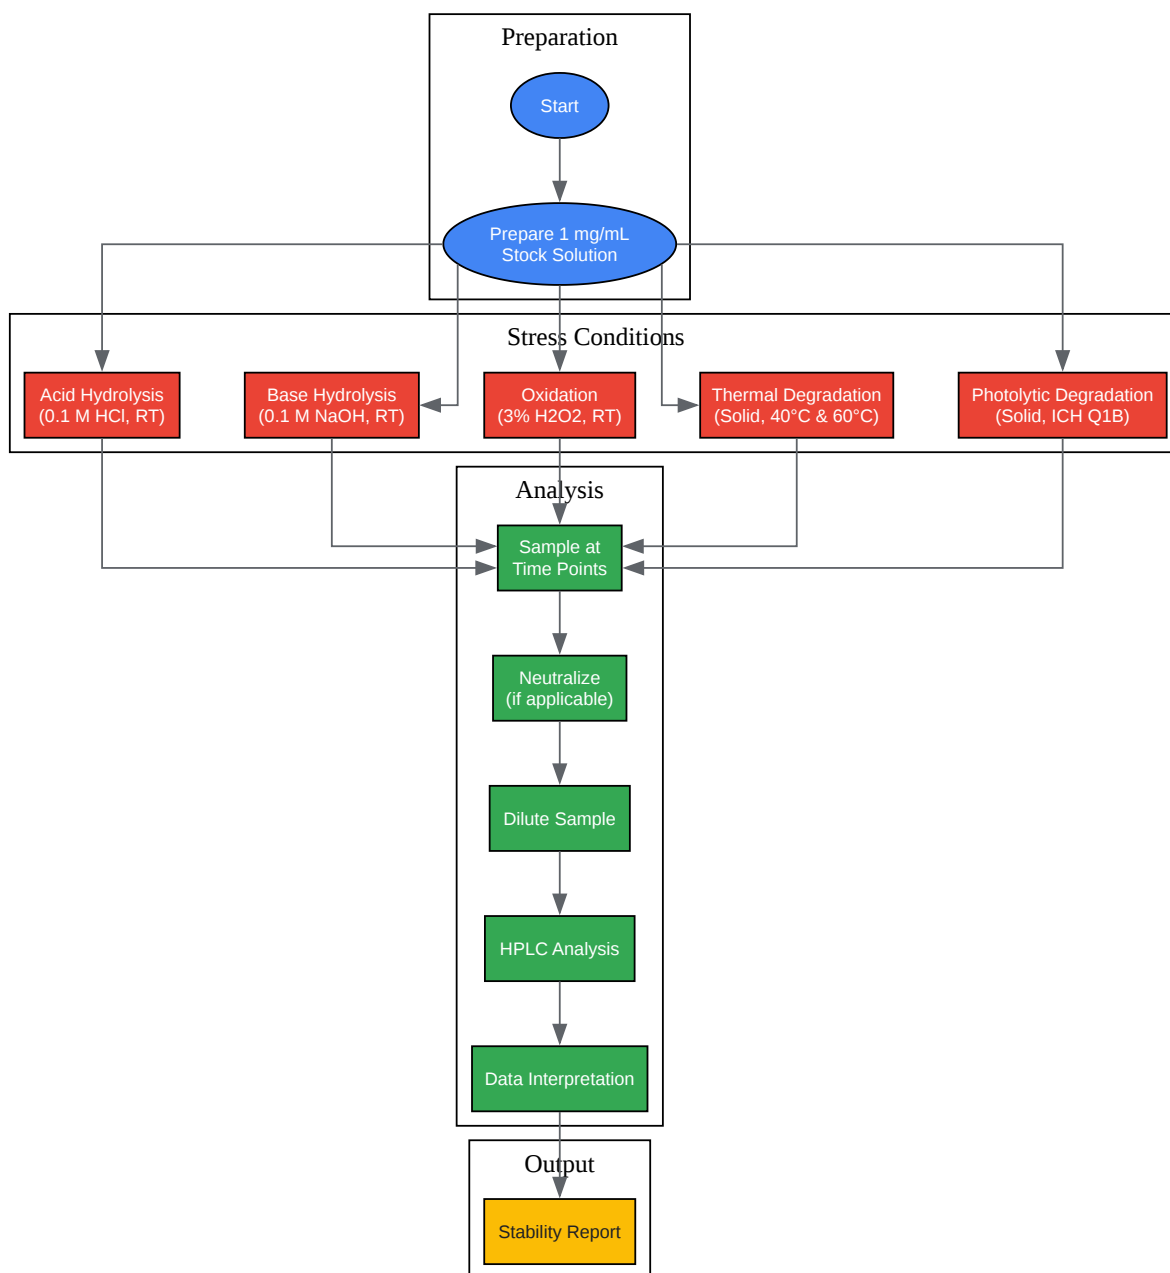 Preparation
Start
Prepare 1 mg/mL
Stock Solution
Stress Conditions
Acid Hydrolysis
(0.1 M HCl, RT)
Base Hydrolysis
(0.1 M NaOH, RT)
Oxidation
(3% H2O2, RT)
Thermal Degradation
(Solid, 40°C & 60°C)
Photolytic Degradation
(Solid, ICH Q1B)
Analysis
Sample at
Time Points
Neutralize
(if applicable)
Dilute Sample
HPLC Analysis
Data Interpretation
Output
Stability Report